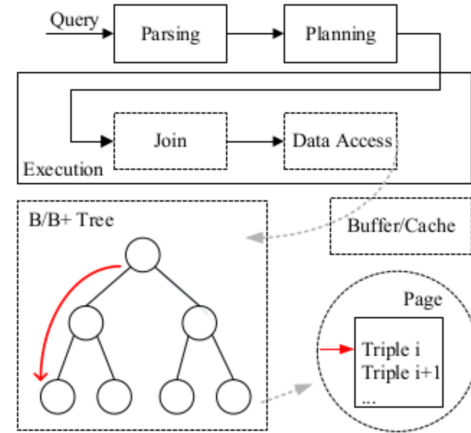 Query
Parsing
Planning
Join
Data Access
Execution
B/B+ Tree
Buffer/Cache
Page
Triple i
Triple i+1
...